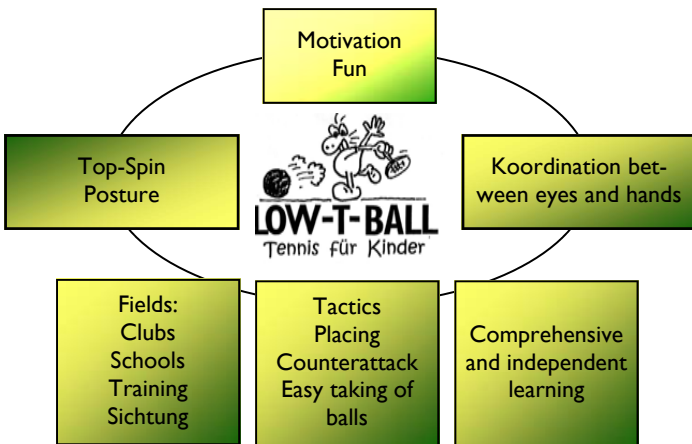 Motivation
Fun
Top-Spin
Posture
LOW-T-BALL
Tennis für Kinder
Koordination bet-
ween eyes and hands
Fields:
Clubs
Schools
Training
Sichtung
Tactics
Placing
Counterattack
Easy taking of
balls
Comprehensive
and independent
learning